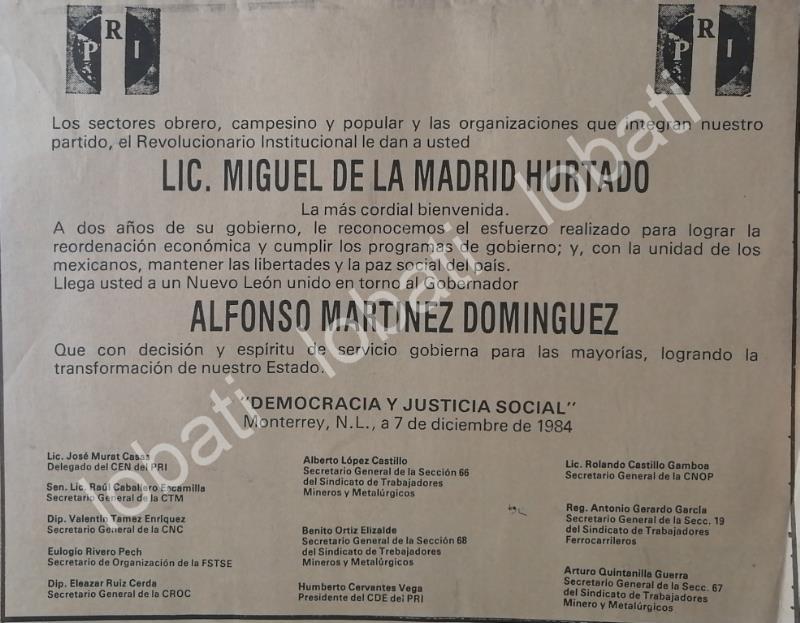 PRI
PRI
Los sectores obrero, campesino y popular y las organizaciones que integran nuestro
partido, el Revolucionario Institucional le dan a usted
LIC. MIGUEL DE LA MADRID HURTADO
La más cordial bienvenida.
A dos años de su gobierno, le reconocemos el esfuerzo realizado para lograr la
reordenación económica y cumplir los programas de gobierno; y, con la unidad de los
mexicanos, mantener las libertades y la paz social del país.
Llega usted a un Nuevo León unido en torno al Gobernador
ALFONSO MARTINEZ DOMINGUEZ
Que con decisión y espíritu de servicio gobierna para las mayorías, logrando la
transformación de nuestro Estado.
"DEMOCRACIA Y JUSTICIA SOCIAL"
Monterrey, N.L., a 7 de diciembre de 1984
Lic. José Murat Casas
Delegado del CEN del PRI
Sen. Lic. Raúl Caballero Escamilla
Secretario General de la CTM
Dip. Valentín Tamez Enriquez
Secretario General de la CNC
Eulogio Rivero Pech
Secretario de Organización de la FSTSE
Dip. Eleazar Ruiz Cerda
Secretario General de la CROC
Alberto López Castillo
Secretario General de la Sección 66
del Sindicato de Trabajadores
Mineros y Metalúrgicos
Benito Ortiz Elizalde
Secretario General de la Sección 68
del Sindicato de Trebajadores
Mineros y Metalúrgicos
Humberto Cervantes Vega
Presidente del CDE del PRI
Lic. Rolando Castillo Gamboa
Secretario General de la CNOP
Reg. Antonio Gerardo García
Secretario General de la Secc. 19
del Sindicato de Trabajadores
Ferrocarrileros
Arturo Quintanilla Guerra
Secretario General de la Secc. 67
del Sindicato de Trabajadores
Minero y Metalúrgicos
lobati lobati lobati lobati lobati